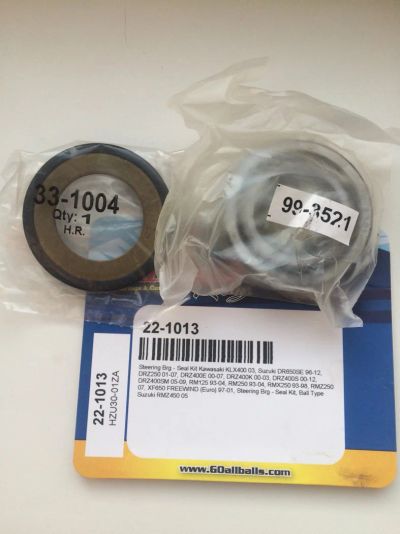 33-1004
Qty: 1
H.R.
99-3521
22-1013
Steering Brg - Seal Kit Kawasaki KLX400 03, Suzuki DR650SE 96-12,
DRZ250 01-07, DRZ400E 00-07, DRZ400K 00-03, DRZ400S 00-12,
DRZ400SM 05-09, RM125 93-04, RM250 93-04, RMX250 93-98, RMZ250
07, XF650 FREEWIND (Euro) 97-01, Steering Brg - Seal Kit, Ball Type
Suzuki RMZ450 05
22-1013
HZU30-01ZA
www.GOallballs.com